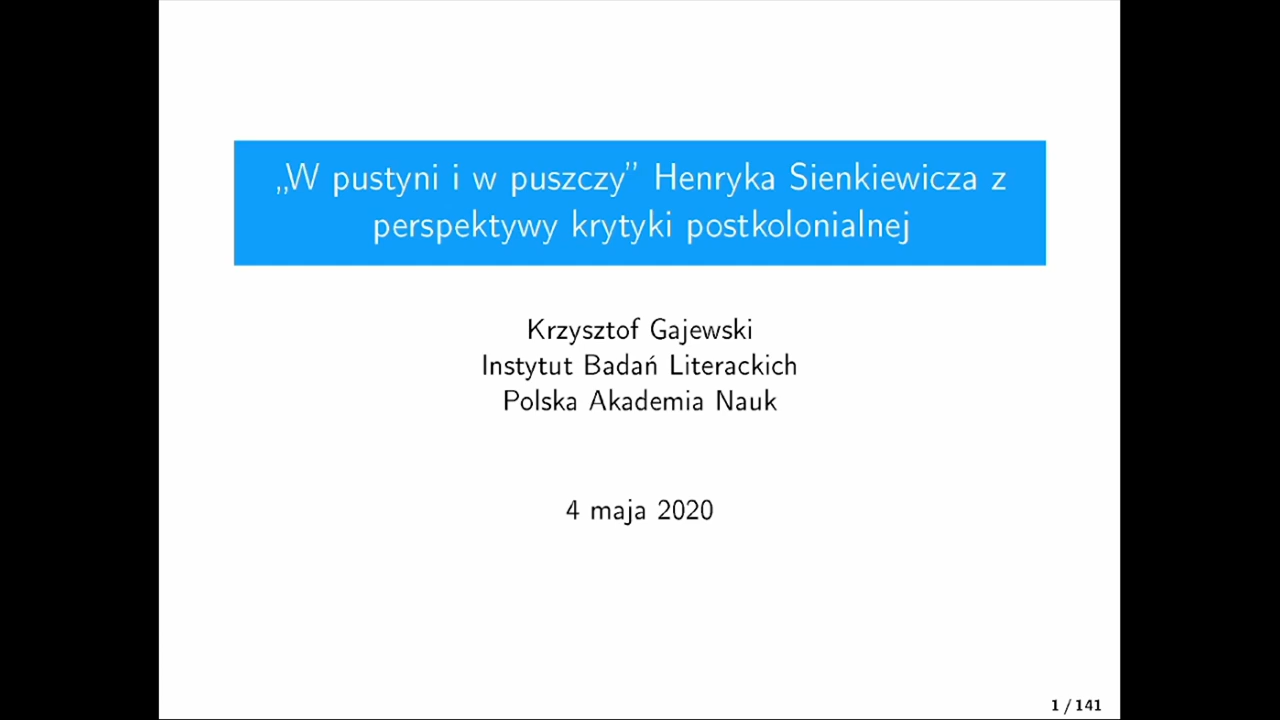 „W pustyni i w puszczy” Henryka Sienkiewicza z
perspektywy krytyki postkolonialnej
Krzysztof Gajewski
Instytut Badań Literackich
Polska Akademia Nauk
4 maja 2020
1 / 141